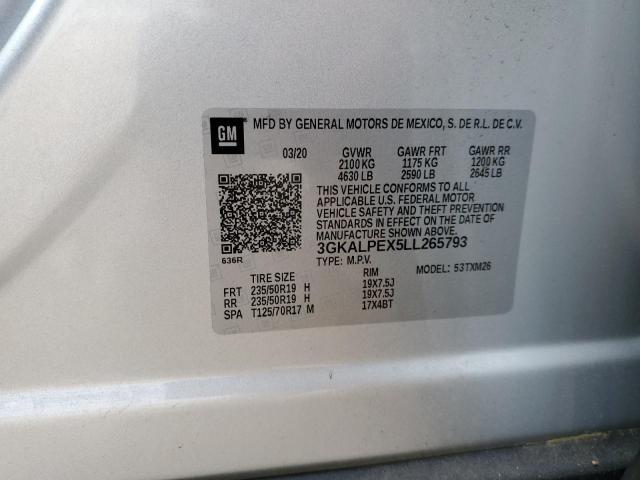 GM MFD BY GENERAL MOTORS DE MEXICO, S. DE R.L. DE C.V.
03/20 GVWR GAWR FRT GAWR RR
2100 KG 1175 KG 1200 KG
4630 LB 2590 LB 2645 LB
THIS VEHICLE CONFORMS TO ALL
APPLICABLE U.S. FEDERAL MOTOR
VEHICLE SAFETY AND THEFT PREVENTION
STANDARDS IN EFFECT ON THE DATE OF
MANUFACTURE SHOWN ABOVE.
3GKALPEX5LL265793
636R
TYPE: M.P.V. MODEL: 53TXM26
TIRE SIZE RIM
FRT 235/50R19 H 19X7.5J
RR 235/50R19 H 19X7.5J
SPA T125/70R17 M 17X4BT